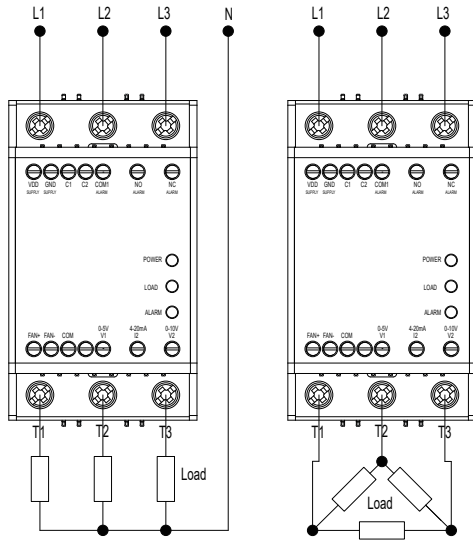 L1 L2 L3 N
VDD GND C1 C2 COM1 NO NC
SUPPLY SUPPLY ALARM ALARM ALARM
POWER
LOAD
ALARM
0-5V 4-20mA 0-10V
FAN+ FAN- COM V1 I2 V2
T1 T2 T3
Load
L1 L2 L3
VDD GND C1 C2 COM1 NO NC
SUPPLY SUPPLY ALARM ALARM ALARM
POWER
LOAD
ALARM
0-5V 4-20mA 0-10V
FAN+ FAN- COM V1 I2 V2
T1 T2 T3
Load